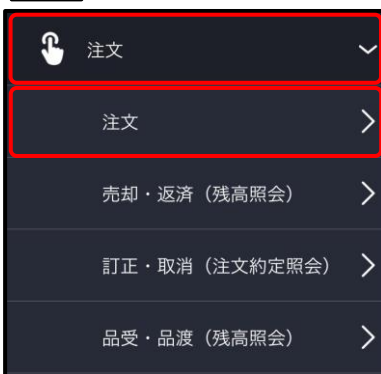 注文
注文
売却・返済（残高照会）
訂正・取消（注文約定照会）
品受・品渡（残高照会）